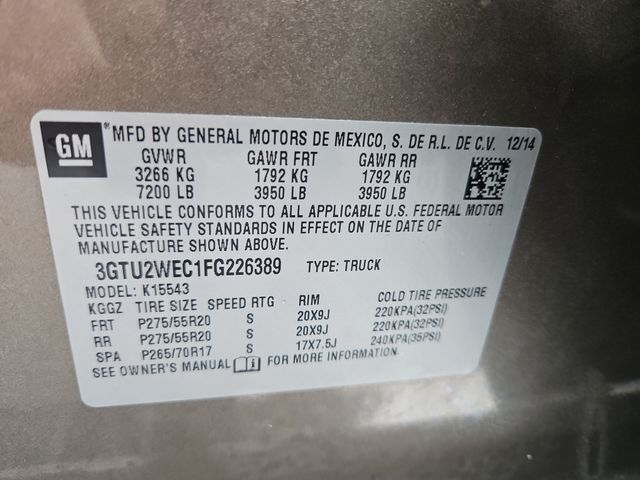 GM ® MFD BY GENERAL MOTORS DE MEXICO, S. DE R.L. DE C.V. 12/14
GVWR GAWR FRT GAWR RR
3266 KG 1792 KG 1792 KG
7200 LB 3950 LB 3950 LB
THIS VEHICLE CONFORMS TO ALL APPLICABLE U.S. FEDERAL MOTOR
VEHICLE SAFETY STANDARDS IN EFFECT ON THE DATE OF
MANUFACTURE SHOWN ABOVE.
3GTU2WEC1FG226389 TYPE: TRUCK
MODEL: K15543
KGGZ TIRE SIZE SPEED RTG RIM COLD TIRE PRESSURE
FRT P275/55R20 S 20X9J 220KPA(32PSI)
RR P275/55R20 S 20X9J 220KPA(32PSI)
SPA P265/70R17 S 17X7.5J 240KPA(35PSI)
SEE OWNER'S MANUAL FOR MORE INFORMATION.